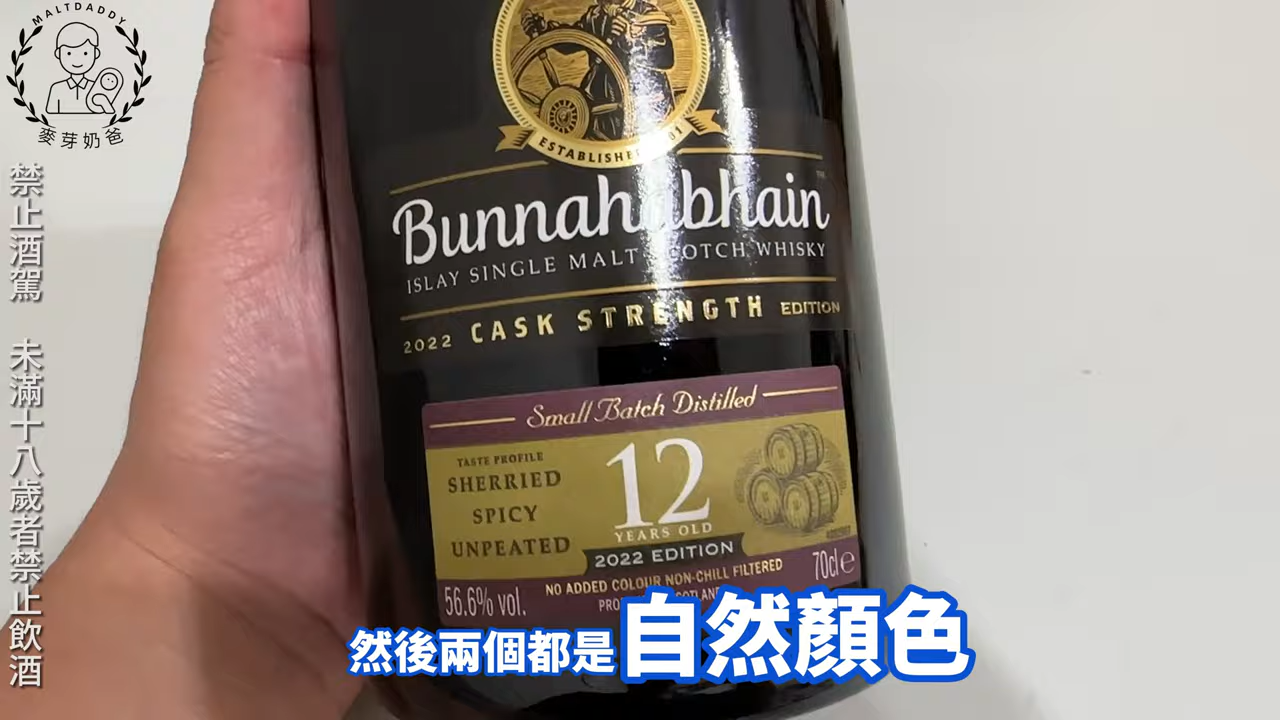 MALTDADDY
麥芽奶爸
禁止酒駕 未滿十八歲者禁止飲酒
Bunnahabhain
ISLAY SINGLE MALT SCOTCH WHISKY
2022 CASK STRENGTH EDITION
Small Batch Distilled
TASTE PROFILE
SHERRIED
SPICY
UNPEATED
12
YEARS OLD
2022 EDITION
NO ADDED COLOUR NON-CHILL FILTERED
56.6% vol.
70cl e
然後兩個都是自然顏色